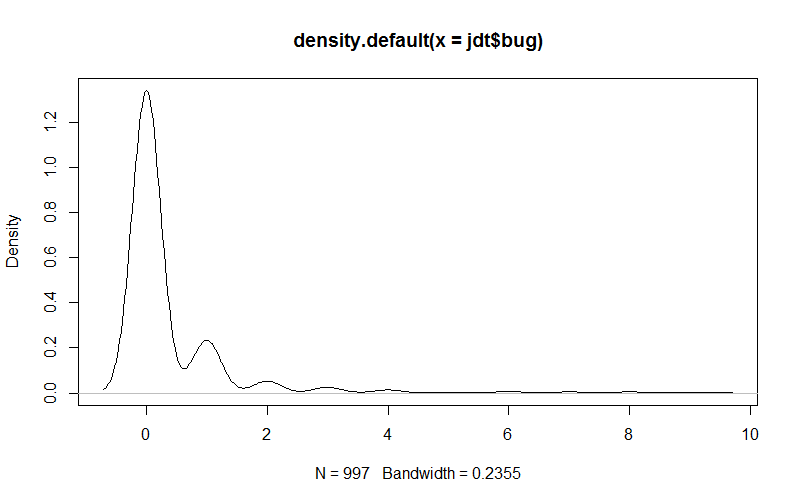 density.default(x = jdt$bug)
Density
0.0 0.2 0.4 0.6 0.8 1.0 1.2
0 2 4 6 8 10
N = 997 Bandwidth = 0.2355